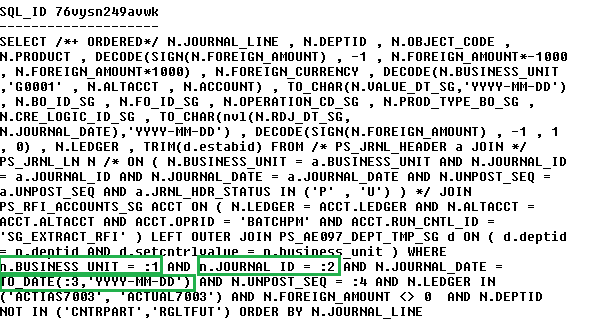 SQL_ID 76vysn249avwk
--------------------
SELECT /*+ ORDERED*/ N.JOURNAL_LINE , N.DEPTID , N.OBJECT_CODE ,
N.PRODUCT , DECODE(SIGN(N.FOREIGN_AMOUNT) , -1 , N.FOREIGN_AMOUNT*-1000
, N.FOREIGN_AMOUNT*1000) , N.FOREIGN_CURRENCY , DECODE(N.BUSINESS_UNIT
,'G0001' , N.ALTACCT , N.ACCOUNT) , TO_CHAR(N.VALUE_DT_SG,'YYYY-MM-DD')
, N.BO_ID_SG , N.FO_ID_SG , N.OPERATION_CD_SG , N.PROD_TYPE_BO_SG ,
N.CRE_LOGIC_ID_SG , TO_CHAR(nvl(N.RDJ_DT_SG,
N.JOURNAL_DATE),'YYYY-MM-DD') , DECODE(SIGN(N.FOREIGN_AMOUNT) , -1 , 1
, 0) , N.LEDGER , TRIM(d.estabid) FROM /* PS_JRNL_HEADER a JOIN */
PS_JRNL_LN N /* ON ( N.BUSINESS_UNIT = a.BUSINESS_UNIT AND N.JOURNAL_ID
= a.JOURNAL_ID AND N.JOURNAL_DATE = a.JOURNAL_DATE AND N.UNPOST_SEQ =
a.UNPOST_SEQ AND a.JRNL_HDR_STATUS IN ('P' , 'U') ) */ JOIN
PS_RFI_ACCOUNTS_SG ACCT ON ( N.LEDGER = ACCT.LEDGER AND N.ALTACCT =
ACCT.ALTACCT AND ACCT.OPRID = 'BATCHPM' AND ACCT.RUN_CNTL_ID =
'SG_EXTRACT_RFI' ) LEFT OUTER JOIN PS_AE097_DEPT_TMP_SG d ON ( d.deptid
= n.deptid AND d.setcntrlvalue = n.business_unit ) WHERE
n.BUSINESS_UNIT = :1 AND n.JOURNAL_ID = :2 AND N.JOURNAL_DATE =
TO_DATE(:3,'YYYY-MM-DD') AND N.UNPOST_SEQ = :4 AND N.LEDGER IN
('ACTIAS7003', 'ACTUAL7003') AND N.FOREIGN_AMOUNT <> 0  AND N.DEPTID
NOT IN ('CNTRPART','RGLTFUT') ORDER BY N.JOURNAL_LINE